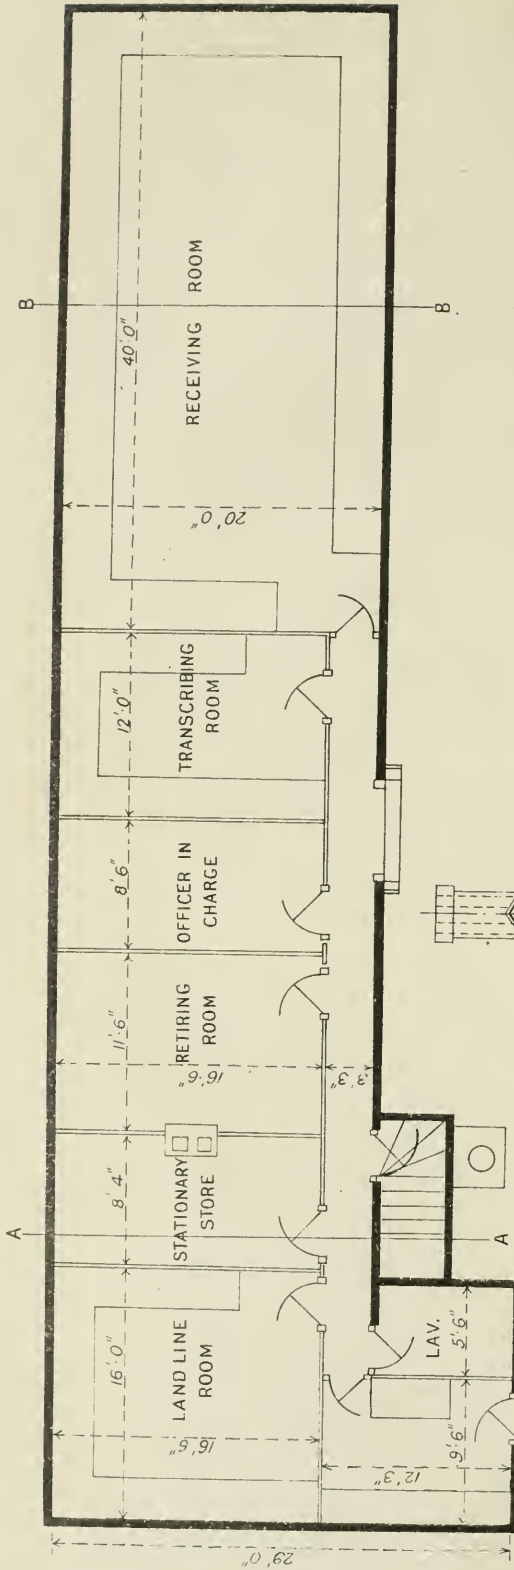 B
40'·0"
RECEIVING ROOM
20'·0"
B
12'·0"
TRANSCRIBING
ROOM
8'·6"
OFFICER IN
CHARGE
11'·6"
RETIRING
ROOM
16'·6"
3'·3"
A
8'·4"
STATIONARY
STORE
A
16'·0"
LAND LINE
ROOM
16'·6"
LAV.
5'·6"
9'·6"
12'·3"
29'·0"